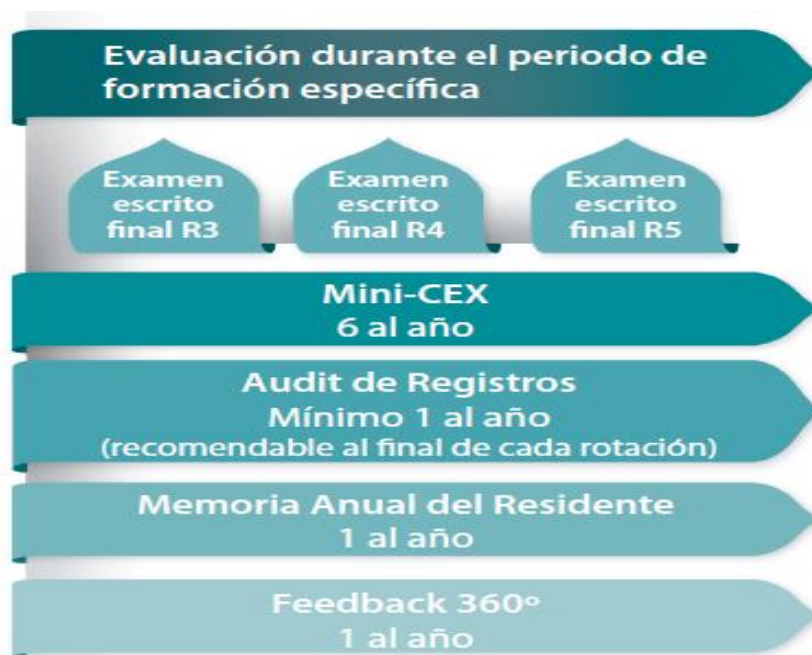 Evaluación durante el periodo de
formación específica
Examen
escrito
final R3
Examen
escrito
final R4
Examen
escrito
final R5
Mini-CEX
6 al año
Audit de Registros
Mínimo 1 al año
(recomendable al final de cada rotación)
Memoria Anual del Residente
1 al año
Feedback 360º
1 al año